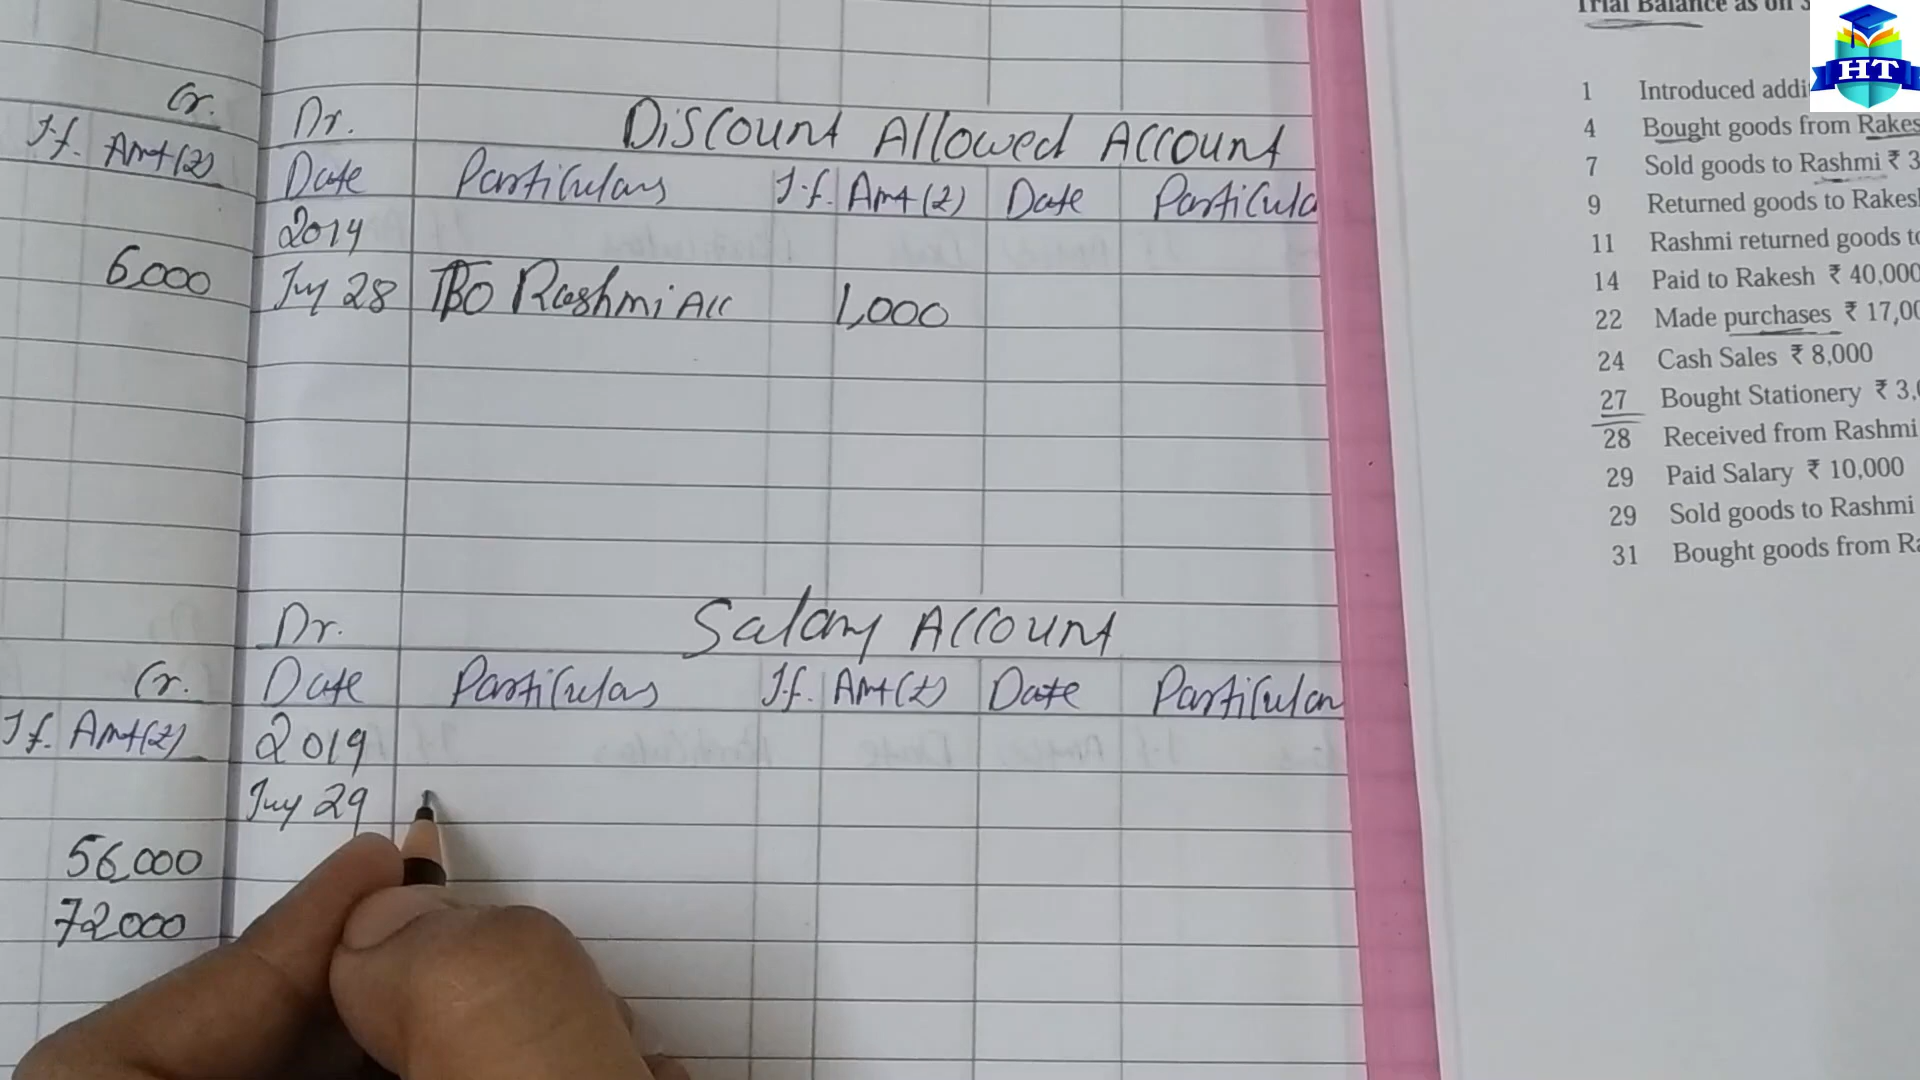 Cr.
J.f. Amt(₹)
6,000
Cr.
J.f. Amt(₹)
56,000
72000
Dr. Discount Allowed Account
Date Particulars J.f. Amt(₹) Date Particula
2019
July 28 To Rashmi A/c 1,000
Dr. Salary Account
Date Particulars J.f. Amt(₹) Date Particular
2019
July 29
Trial Balance as on 3
HT
1 Introduced addi
4 Bought goods from Rakes
7 Sold goods to Rashmi ₹ 3
9 Returned goods to Rakesh
11 Rashmi returned goods to
14 Paid to Rakesh ₹ 40,000
22 Made purchases ₹ 17,00
24 Cash Sales ₹ 8,000
27 Bought Stationery ₹ 3,0
28 Received from Rashmi
29 Paid Salary ₹ 10,000
29 Sold goods to Rashmi
31 Bought goods from Ra